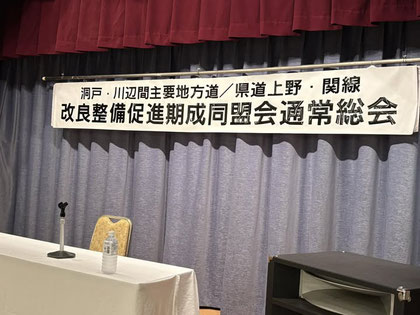 洞戸・川辺間主要地方道／県道上野・関線
改良整備促進期成同盟会通常総会